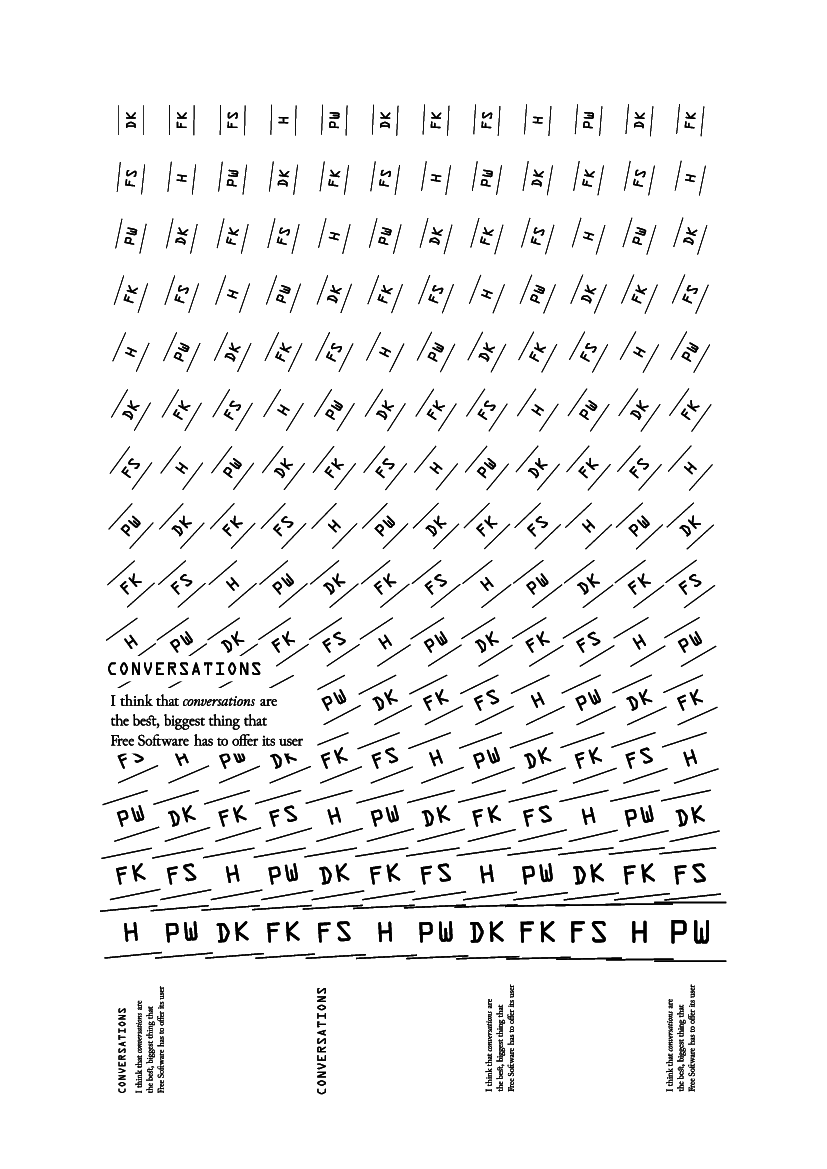 DK FK FS H PW DK FK FS H PW DK FK
FS H PW DK FK FS H PW DK FK FS H
PW DK FK FS H PW DK FK FS H PW DK
FK FS H PW DK FK FS H PW DK FK FS
H PW DK FK FS H PW DK FK FS H PW
DK FK FS H PW DK FK FS H PW DK FK
FS H PW DK FK FS H PW DK FK FS H
PW DK FK FS H PW DK FK FS H PW DK
FK FS H PW DK FK FS H PW DK FK FS
H PW DK FK FS H PW DK FK FS H PW
CONVERSATIONS
I think that conversations are
the best, biggest thing that
Free Software has to offer its user
PW DK FK FS H PW DK FK
FS H PW DK FK FS H PW DK FK FS H
PW DK FK FS H PW DK FK FS H PW DK
FK FS H PW DK FK FS H PW DK FK FS
H PW DK FK FS H PW DK FK FS H PW
CONVERSATIONS
I think that conversations are
the best, biggest thing that
Free Software has to offer its user
CONVERSATIONS
I think that conversations are
the best, biggest thing that
Free Software has to offer its user
I think that conversations are
the best, biggest thing that
Free Software has to offer its user